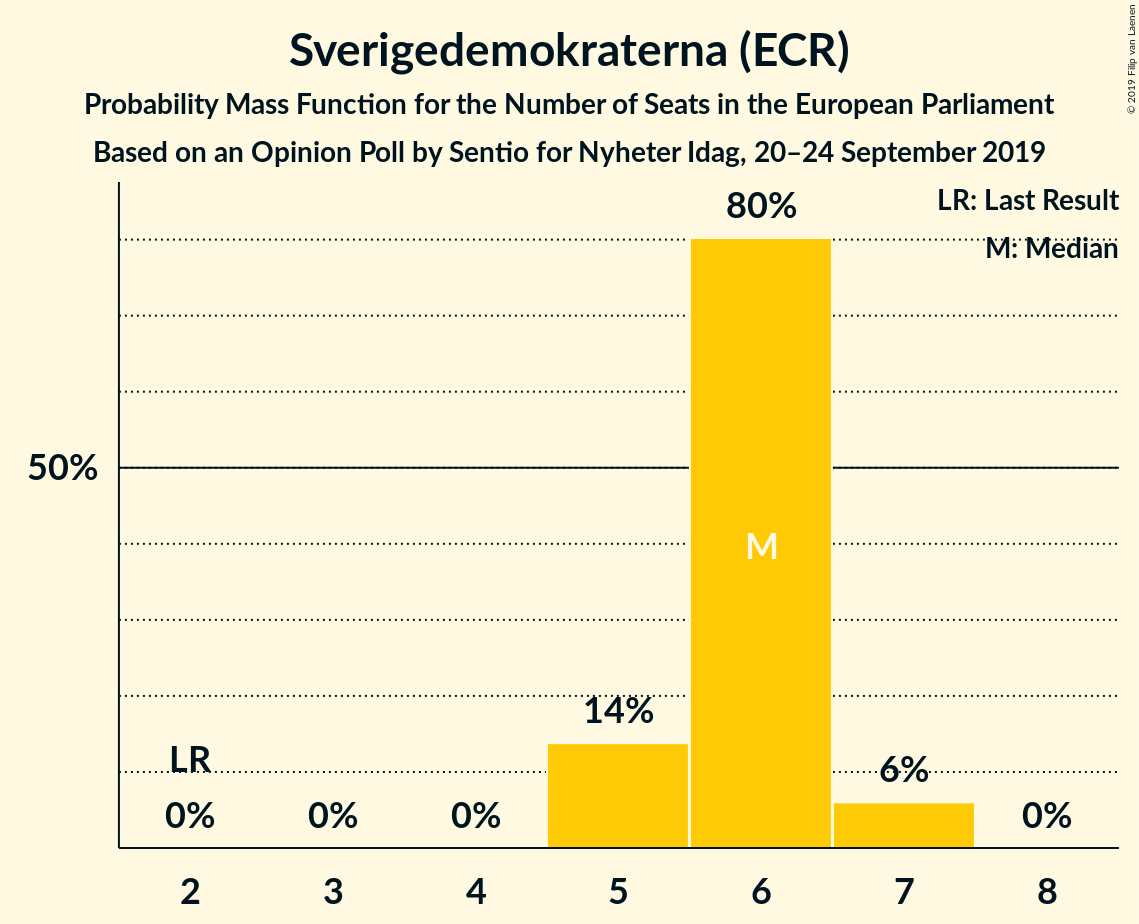 Sverigedemokraterna (ECR)
Probability Mass Function for the Number of Seats in the European Parliament
Based on an Opinion Poll by Sentio for Nyheter Idag, 20–24 September 2019
© 2019 Filip van Laenen
LR: Last Result
M: Median
80%
50%
M
14%
LR
6%
0%
0%
0%
0%
2
3
4
5
6
7
8